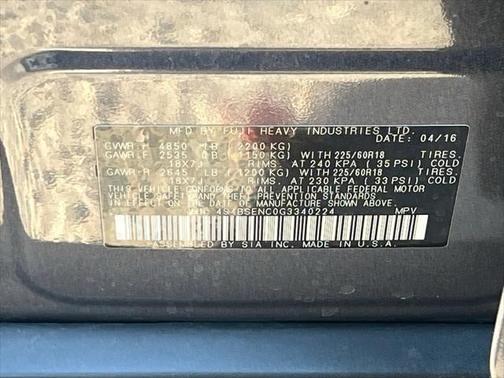 MFD BY FUJI HEAVY INDUSTRIES LTD.
DATE 04/16
GVWR 4850 LB (2200 KG)
GAWR F 2535 LB (1150 KG) WITH 225/60R18 TIRES.
18X7J RIMS. AT 240 KPA (35 PSI) COLD
GAWR R 2645 LB (1200 KG) WITH 225/60R18 TIRES.
18X7J RIMS. AT 230 KPA (33 PSI) COLD
THIS VEHICLE CONFORMS TO ALL APPLICABLE FEDERAL MOTOR
VEHICLE SAFETY AND THEFT PREVENTION STANDARDS
IN EFFECT ON THE DATE OF MANUFACTURE SHOWN ABOVE.
4S4BSENC0G3340224 MPV
ASSEMBLED BY SIA INC. IN U.S.A.